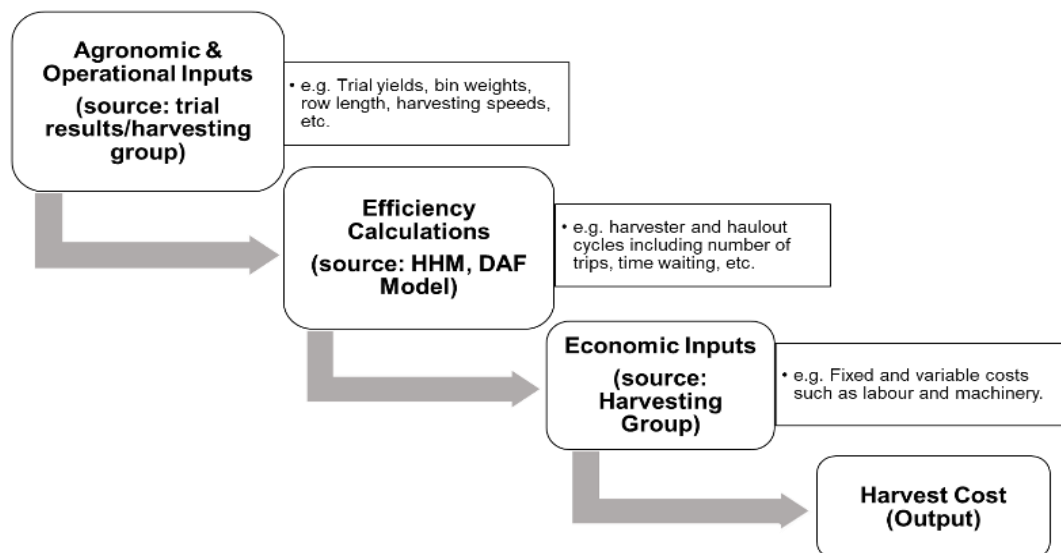 Agronomic &
Operational Inputs
(source: trial
results/harvesting
group)
• e.g. Trial yields, bin weights,
row length, harvesting speeds,
etc.
Efficiency
Calculations
(source: HHM, DAF
Model)
• e.g. harvester and haulout
cycles including number of
trips, time waiting, etc.
Economic Inputs
(source:
Harvesting
Group)
• e.g. Fixed and variable costs
such as labour and machinery.
Harvest Cost
(Output)